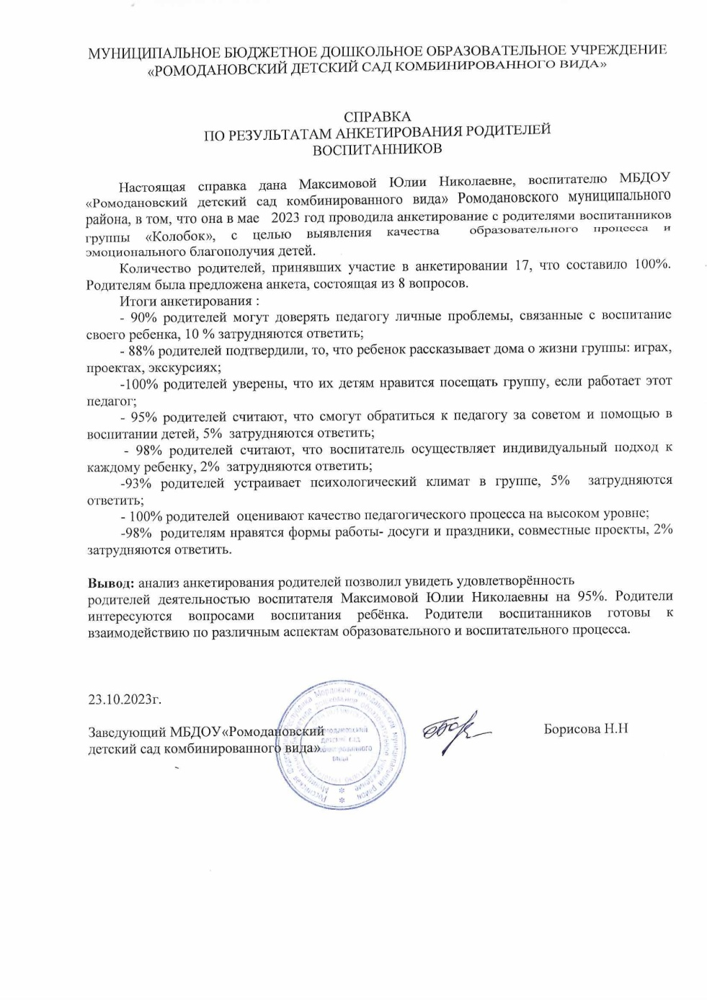 МУНИЦИПАЛЬНОЕ БЮДЖЕТНОЕ ДОШКОЛЬНОЕ ОБРАЗОВАТЕЛЬНОЕ УЧРЕЖДЕНИЕ
«РОМОДАНОВСКИЙ ДЕТСКИЙ САД КОМБИНИРОВАННОГО ВИДА»
СПРАВКА
ПО РЕЗУЛЬТАТАМ АНКЕТИРОВАНИЯ РОДИТЕЛЕЙ
ВОСПИТАННИКОВ
Настоящая справка дана Максимовой Юлии Николаевне, воспитателю МБДОУ
«Ромодановский детский сад комбинированного вида» Ромодановского муниципального
района, в том, что она в мае 2023 год проводила анкетирование с родителями воспитанников
группы «Колобок», с целью выявления качества образовательного процесса и
эмоционального благополучия детей.
Количество родителей, принявших участие в анкетировании 17, что составило 100%.
Родителям была предложена анкета, состоящая из 8 вопросов.
Итоги анкетирования :
- 90% родителей могут доверять педагогу личные проблемы, связанные с воспитание
своего ребенка, 10 % затрудняются ответить;
- 88% родителей подтвердили, то, что ребенок рассказывает дома о жизни группы: играх,
проектах, экскурсиях;
-100% родителей уверены, что их детям нравится посещать группу, если работает этот
педагог;
- 95% родителей считают, что смогут обратиться к педагогу за советом и помощью в
воспитании детей, 5% затрудняются ответить;
- 98% родителей считают, что воспитатель осуществляет индивидуальный подход к
каждому ребенку, 2% затрудняются ответить;
-93% родителей устраивает психологический климат в группе, 5% затрудняются
ответить;
- 100% родителей оценивают качество педагогического процесса на высоком уровне;
-98% родителям нравятся формы работы- досуги и праздники, совместные проекты, 2%
затрудняются ответить.
Вывод: анализ анкетирования родителей позволил увидеть удовлетворённость
родителей деятельностью воспитателя Максимовой Юлии Николаевны на 95%. Родители
интересуются вопросами воспитания ребёнка. Родители воспитанников готовы к
взаимодействию по различным аспектам образовательного и воспитательного процесса.
23.10.2023г.
Заведующий МБДОУ«Ромодановский
детский сад комбинированного вида»
Борисова Н.Н